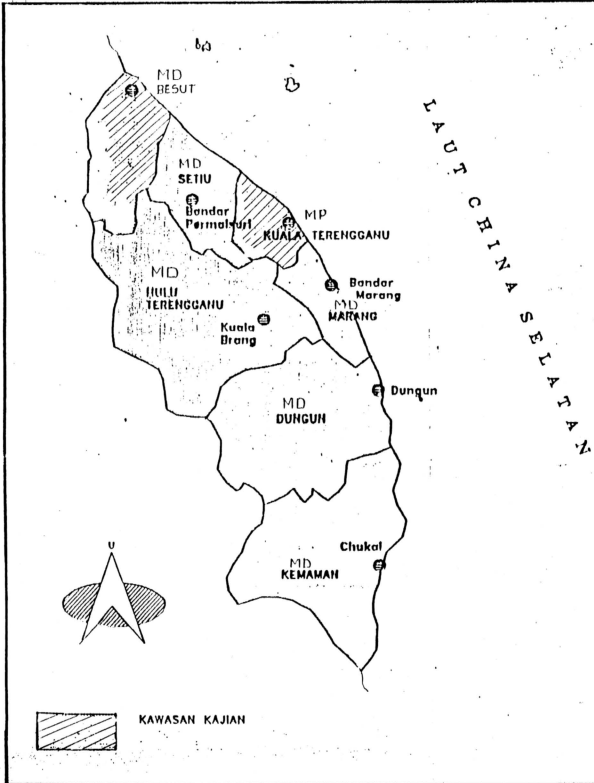 MD
BESUT
MD
SETIU
Bandar
Permaisuri
MP
KUALA TERENGGANU
MD
HULU
TERENGGANU
Bandar
Marang
MD
MARANG
Kuala
Brang
Dungun
MD
DUNGUN
Chukai
MD
KEMAMAN
LAUT CHINA SELATAN
U
KAWASAN KAJIAN